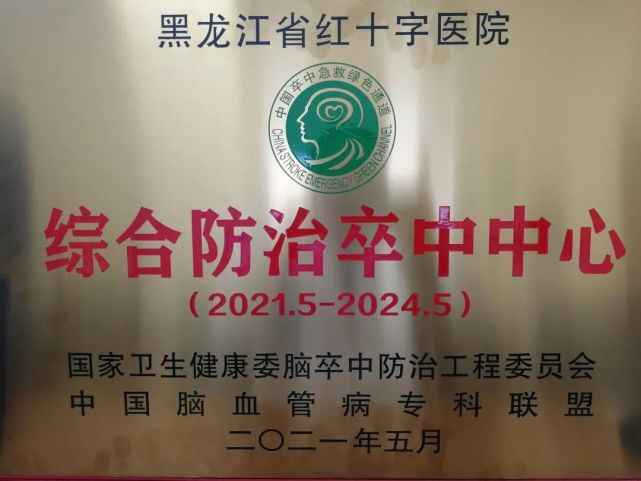 黑龙江省红十字医院
中国卒中急救绿色通道
CHINA STROKE EMERGENCY GREEN CHANNEL
综合防治卒中中心
(2021.5-2024.5)
国家卫生健康委脑卒中防治工程委员会
中国脑血管病专科联盟
二〇二一年五月